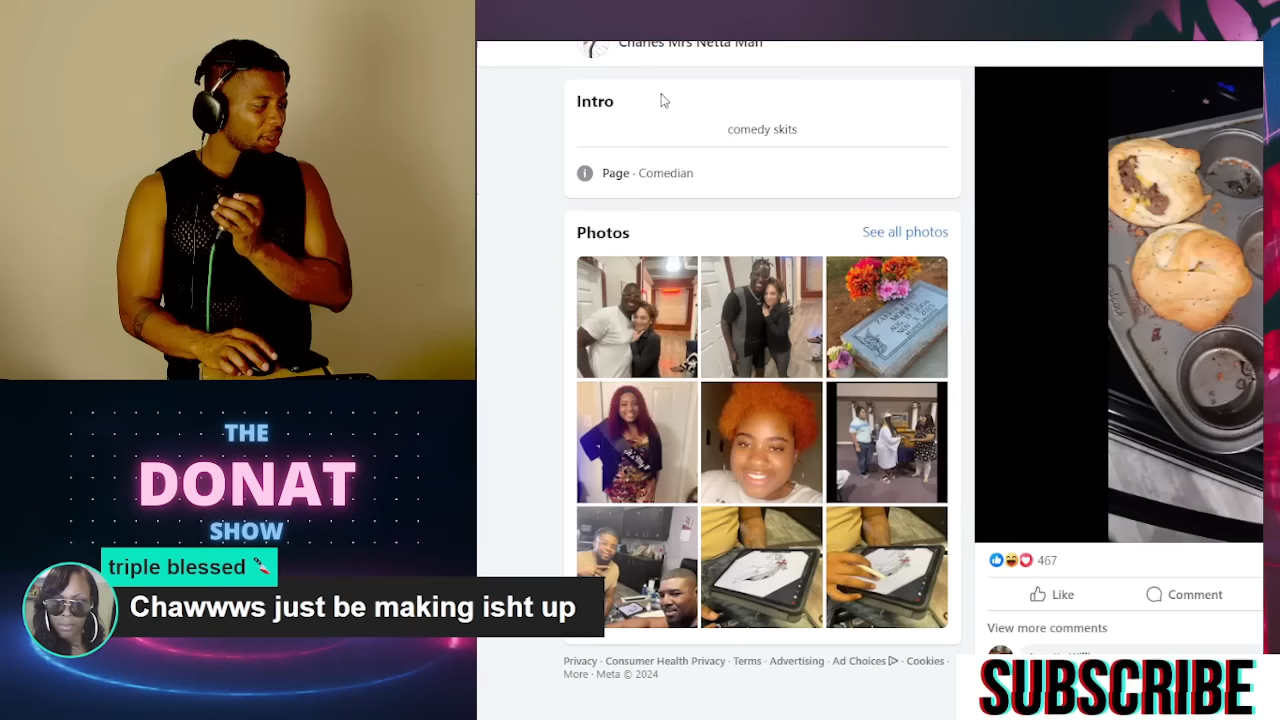 Charles Mrs Netta Man
Intro
comedy skits
Page · Comedian
Photos
See all photos
467
Like
Comment
View more comments
Privacy · Consumer Health Privacy · Terms · Advertising · Ad Choices · Cookies ·
More · Meta © 2024
THE
DONAT
SHOW
triple blessed
Chawwws just be making isht up
SUBSCRIBE